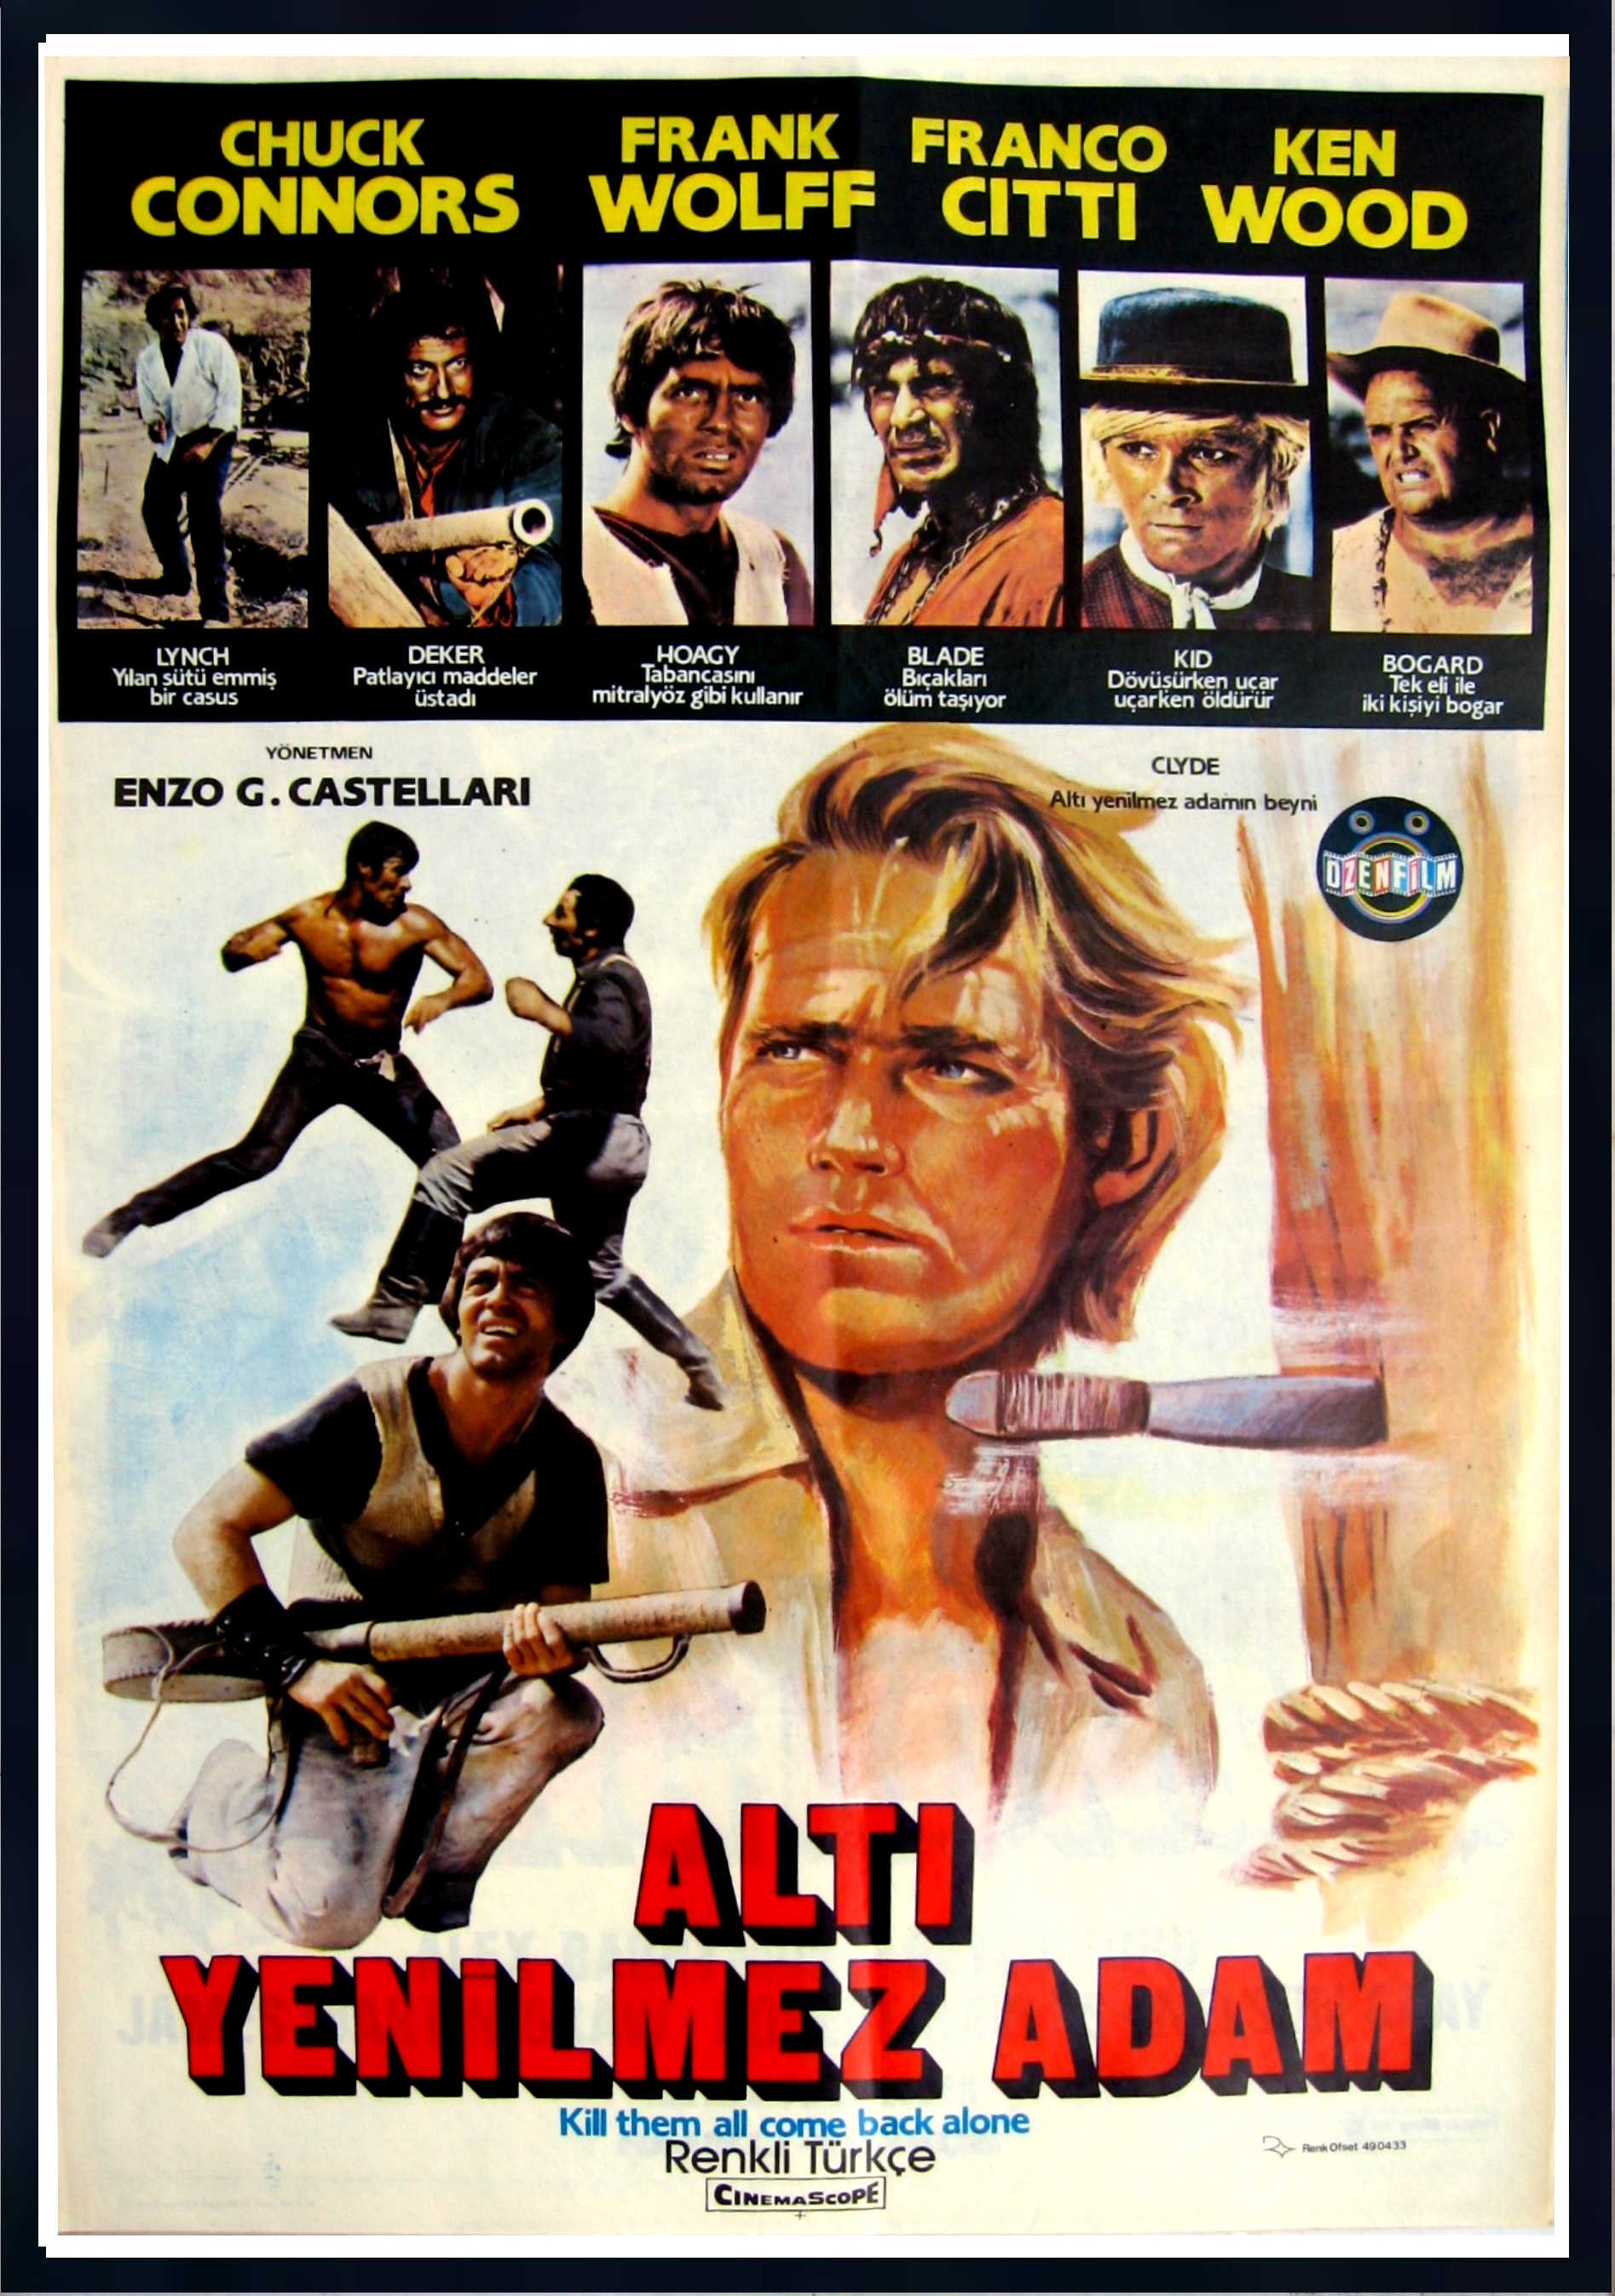 CHUCK
CONNORS
FRANK
WOLFF
FRANCO
CITTI
KEN
WOOD
LYNCH
Yılan sütü emmiş
bir casus
DEKER
Patlayıcı maddeler
üstadı
HOAGY
Tabancasını
mitralyöz gibi kullanır
BLADE
Bıçakları
ölüm taşıyor
KID
Dövüşürken uçar
uçarken öldürür
BOGARD
Tek eli ile
iki kişiyi bogar
YÖNETMEN
ENZO G. CASTELLARI
CLYDE
Altı yenilmez adamın beyni
ÖZENFİLM
ALTI
YENİLMEZ ADAM
Kill them all come back alone
Renkli Türkçe
CINEMASCOPE
Renk Ofset 490433